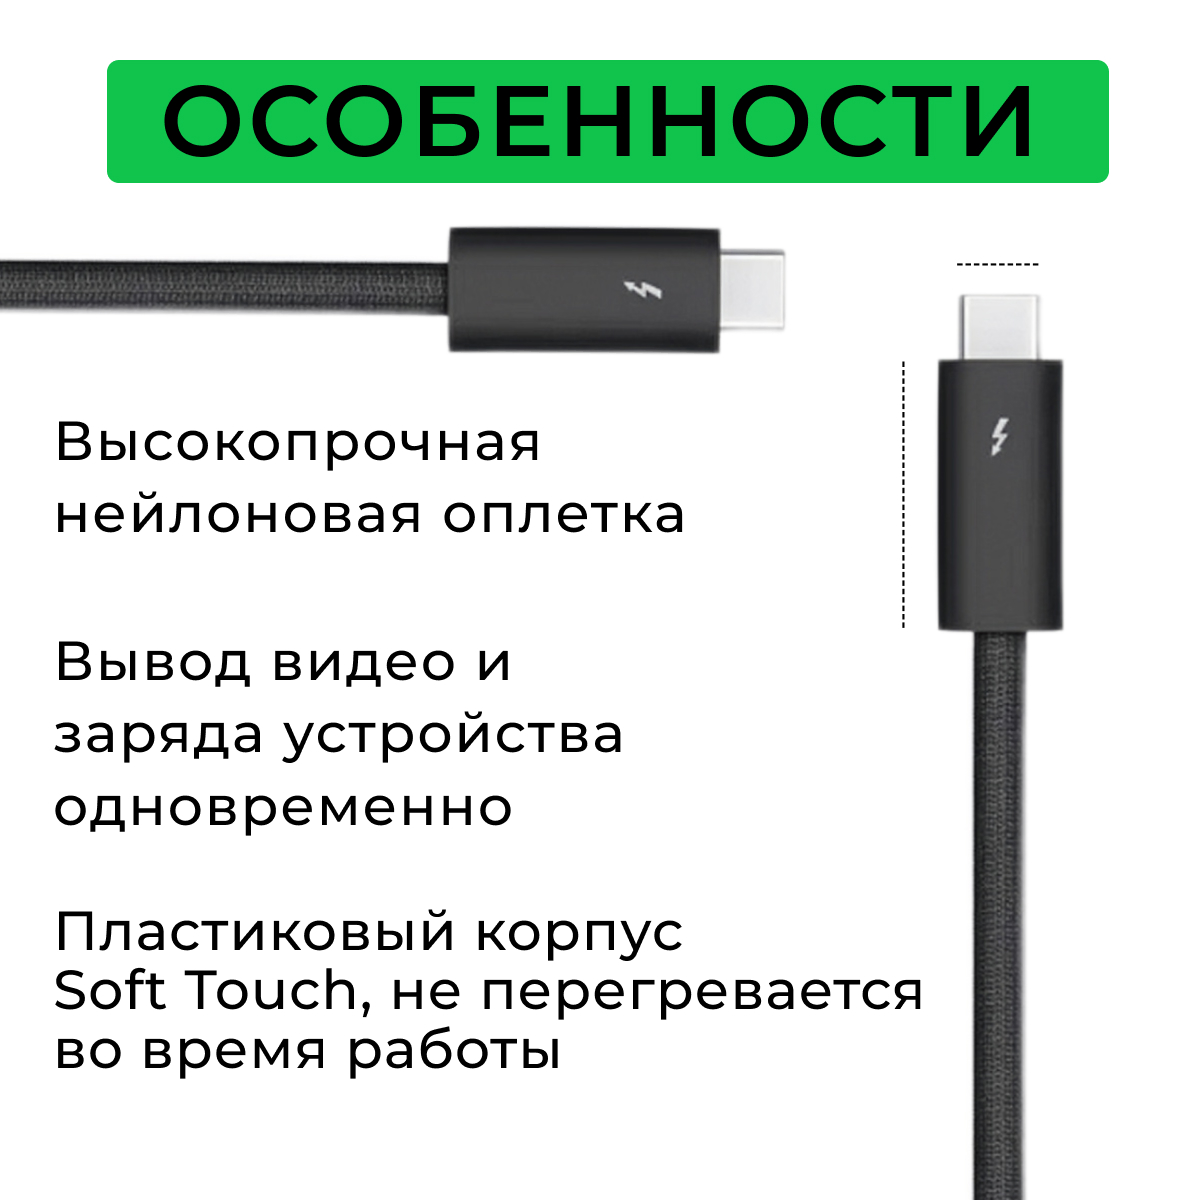 ОСОБЕННОСТИ
Высокопрочная
нейлоновая оплетка
Вывод видео и
заряда устройства
одновременно
Пластиковый корпус
Soft Touch, не перегревается
во время работы